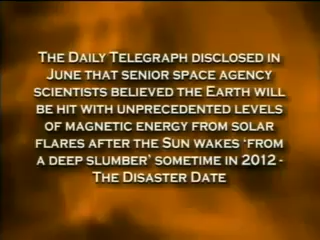 The Daily Telegraph disclosed in
June that senior space agency
scientists believed the Earth will
be hit with unprecedented levels
of magnetic energy from solar
flares after the Sun wakes ‘from
a deep slumber’ sometime in 2012 -
The Disaster Date